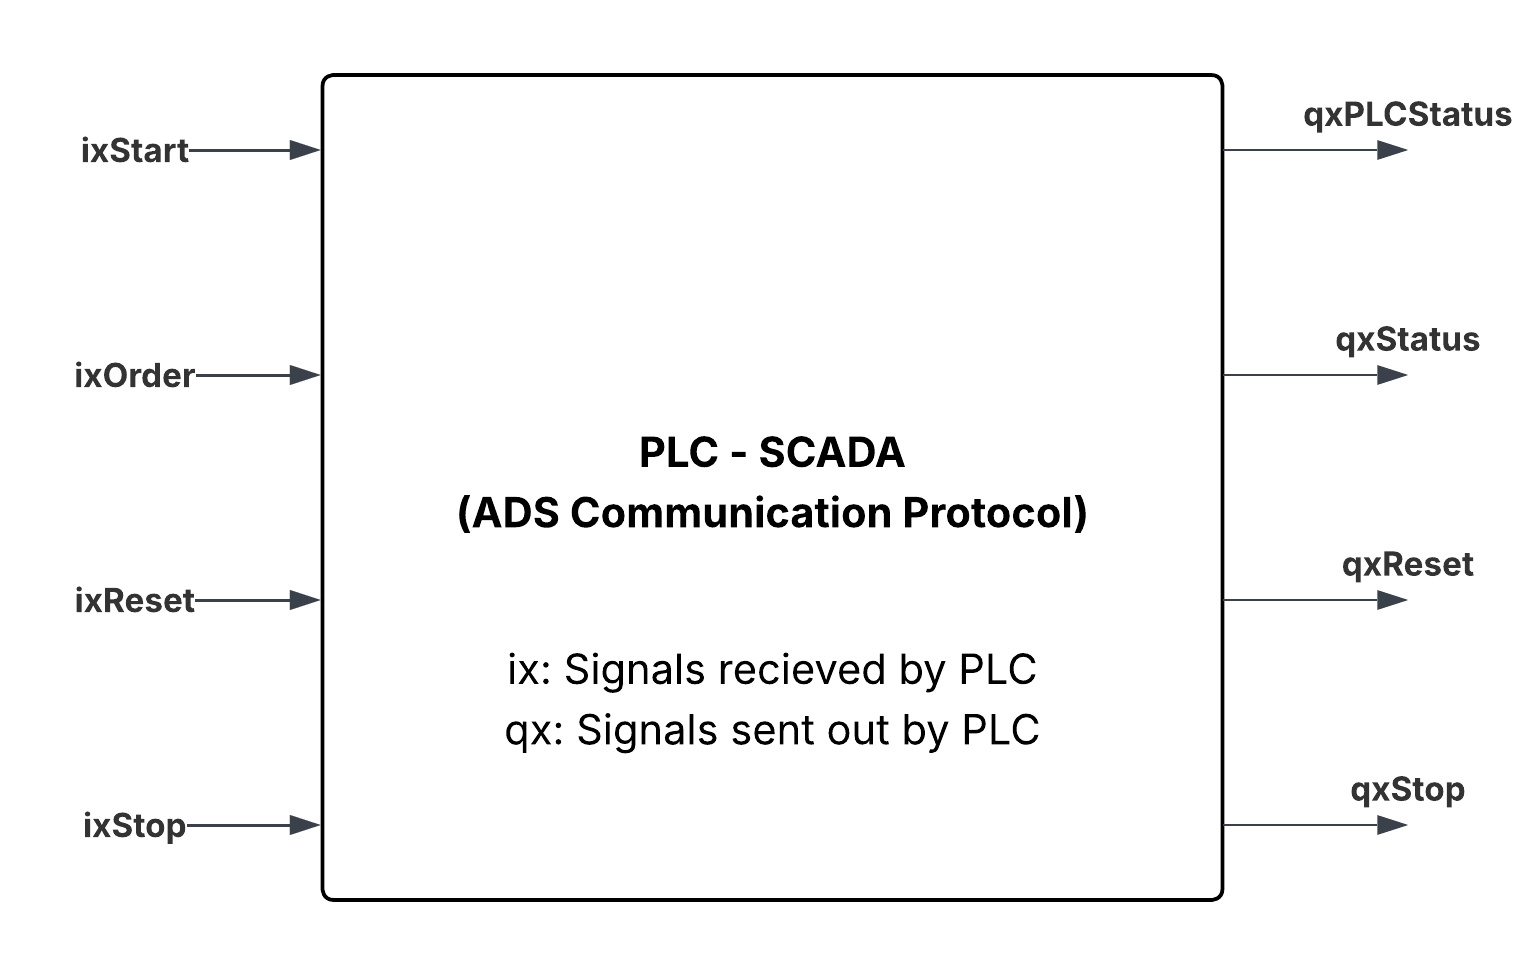 qxPLCStatus
ixStart
qxStatus
ixOrder
PLC - SCADA
(ADS Communication Protocol)
qxReset
ixReset
ix: Signals recieved by PLC
qx: Signals sent out by PLC
qxStop
ixStop